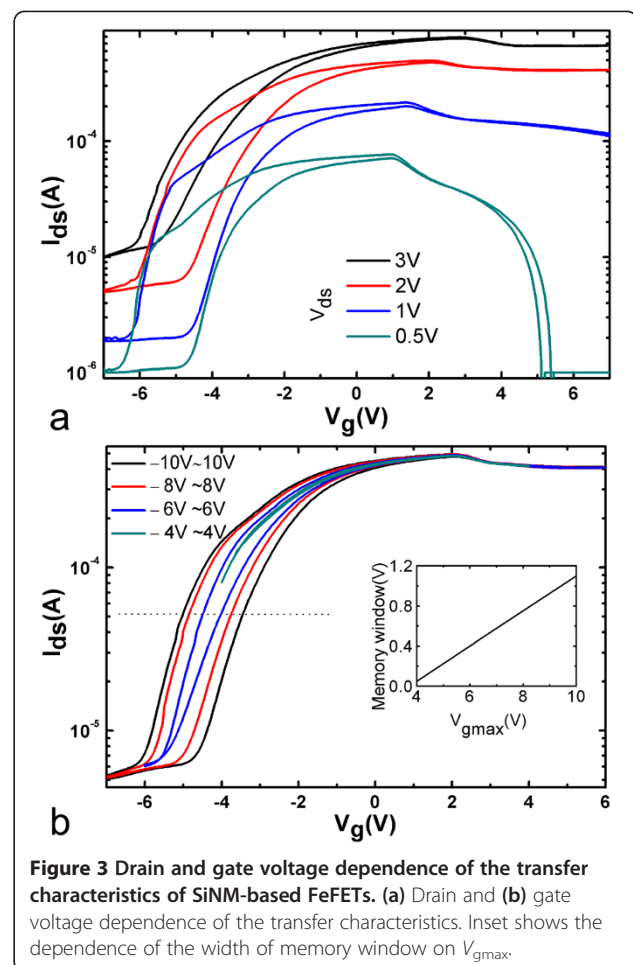 10⁻⁴
10⁻⁵
10⁻⁶
I_ds(A)
V_ds
3V
2V
1V
0.5V
-6 -4 -2 0 2 4 6
a
V_g(V)
−10V~10V
− 8V ~8V
− 6V ~6V
− 4V ~4V
10⁻⁴
10⁻⁵
I_ds(A)
1.2
0.8
0.4
0.0
Memory window(V)
4 6 8 10
V_gmax(V)
-6 -4 -2 0 2 4 6
b
V_g(V)
Figure 3 Drain and gate voltage dependence of the transfer
characteristics of SiNM-based FeFETs. (a) Drain and (b) gate
voltage dependence of the transfer characteristics. Inset shows the
dependence of the width of memory window on V_gmax.